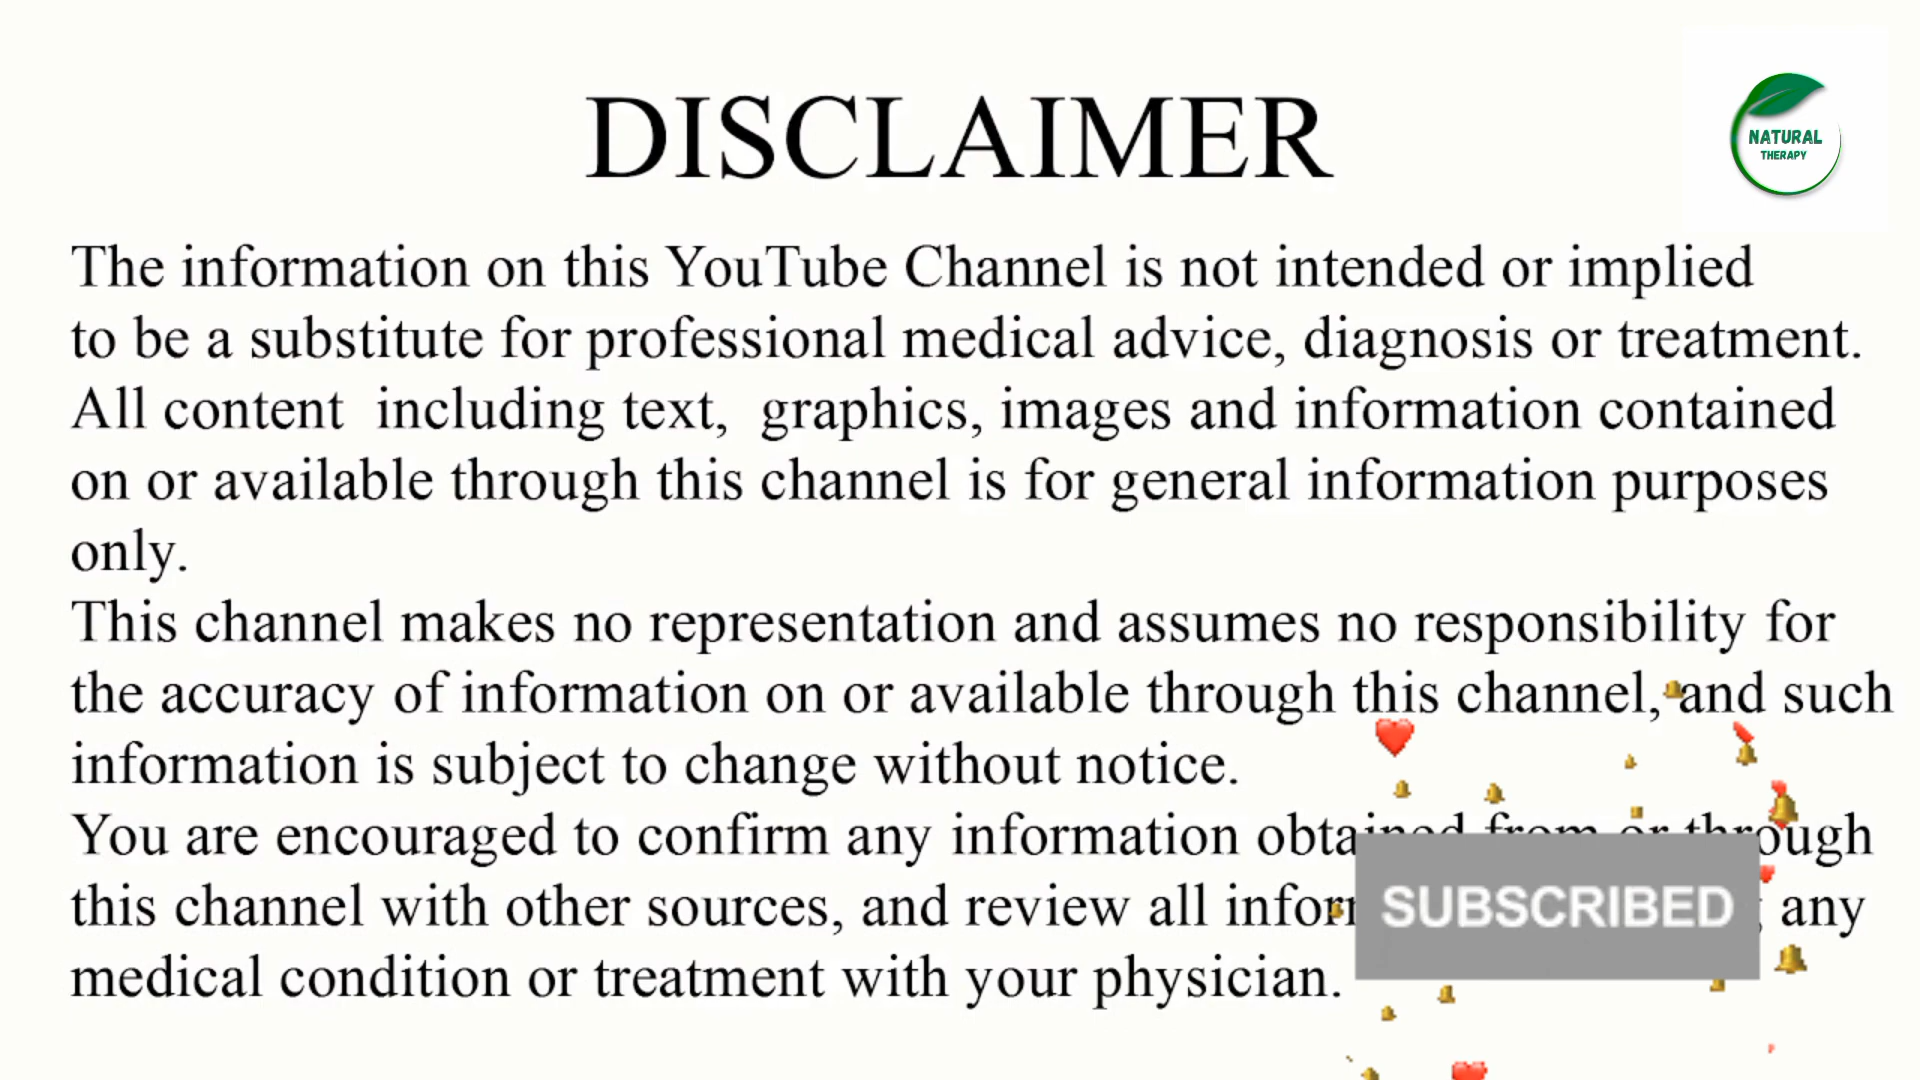 DISCLAIMER
NATURAL
THERAPY
The information on this YouTube Channel is not intended or implied
to be a substitute for professional medical advice, diagnosis or treatment.
All content including text, graphics, images and information contained
on or available through this channel is for general information purposes
only.
This channel makes no representation and assumes no responsibility for
the accuracy of information on or available through this channel, and such
information is subject to change without notice.
You are encouraged to confirm any information obtained from or through
this channel with other sources, and review all any
SUBSCRIBED
medical condition or treatment with your physician.